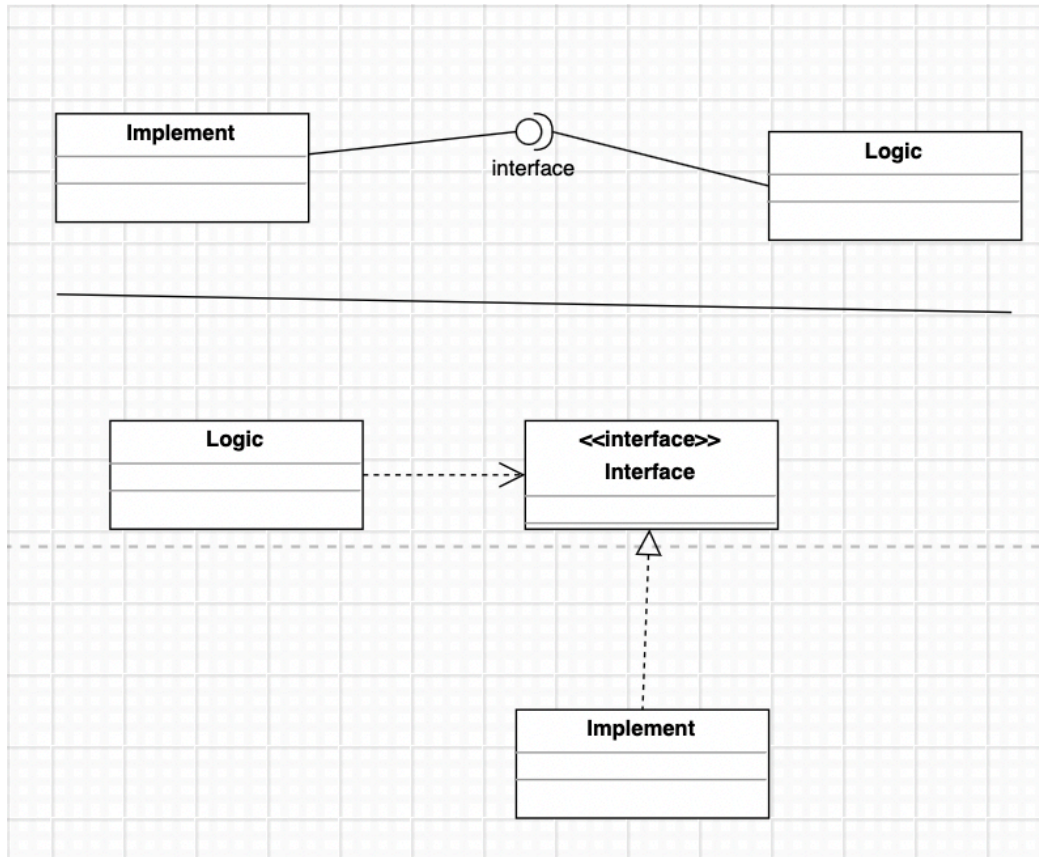 Implement
interface
Logic
Logic
<<interface>>
Interface
Implement